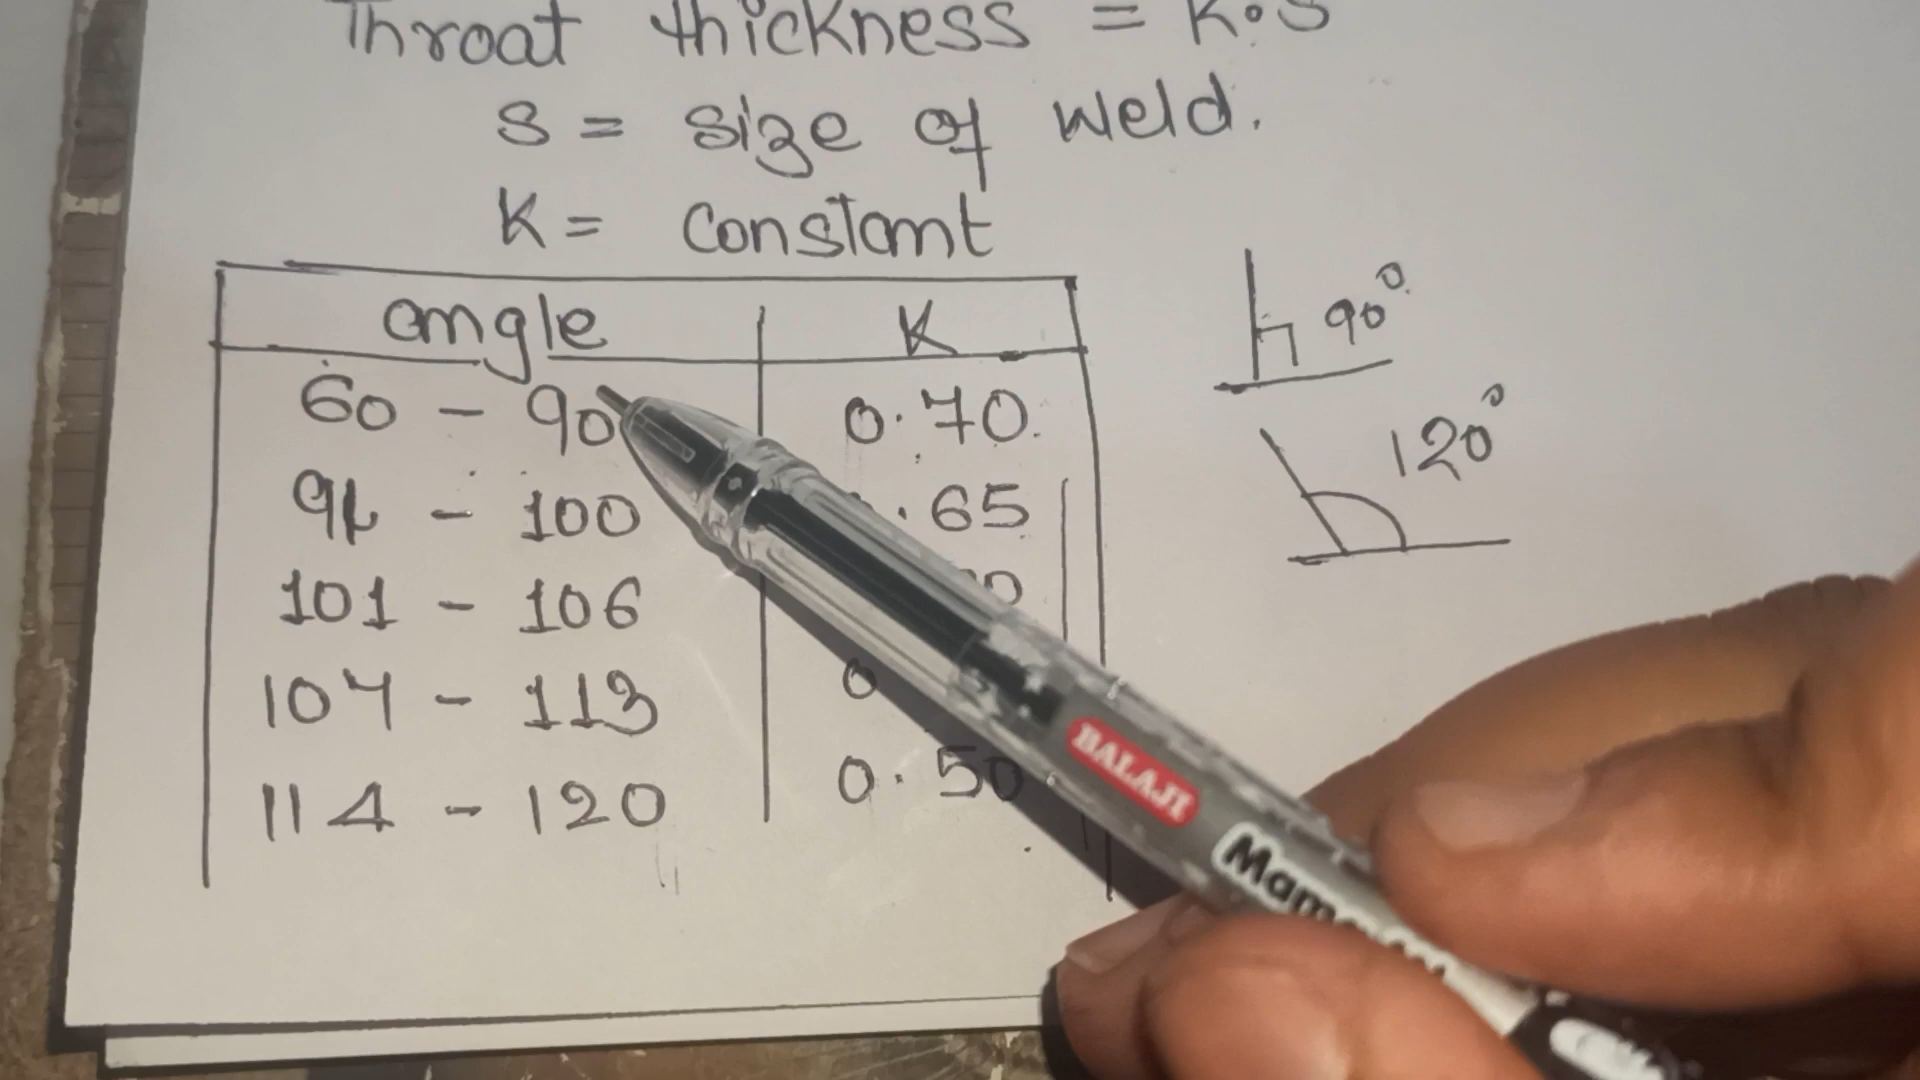 Throat thickness = K.S
S = size of weld.
K = Constant
angle K
60 - 90 0.70
91 - 100 .65
101 - 106
107 - 113 0
114 - 120 0.50
90°
120°
BALAJI